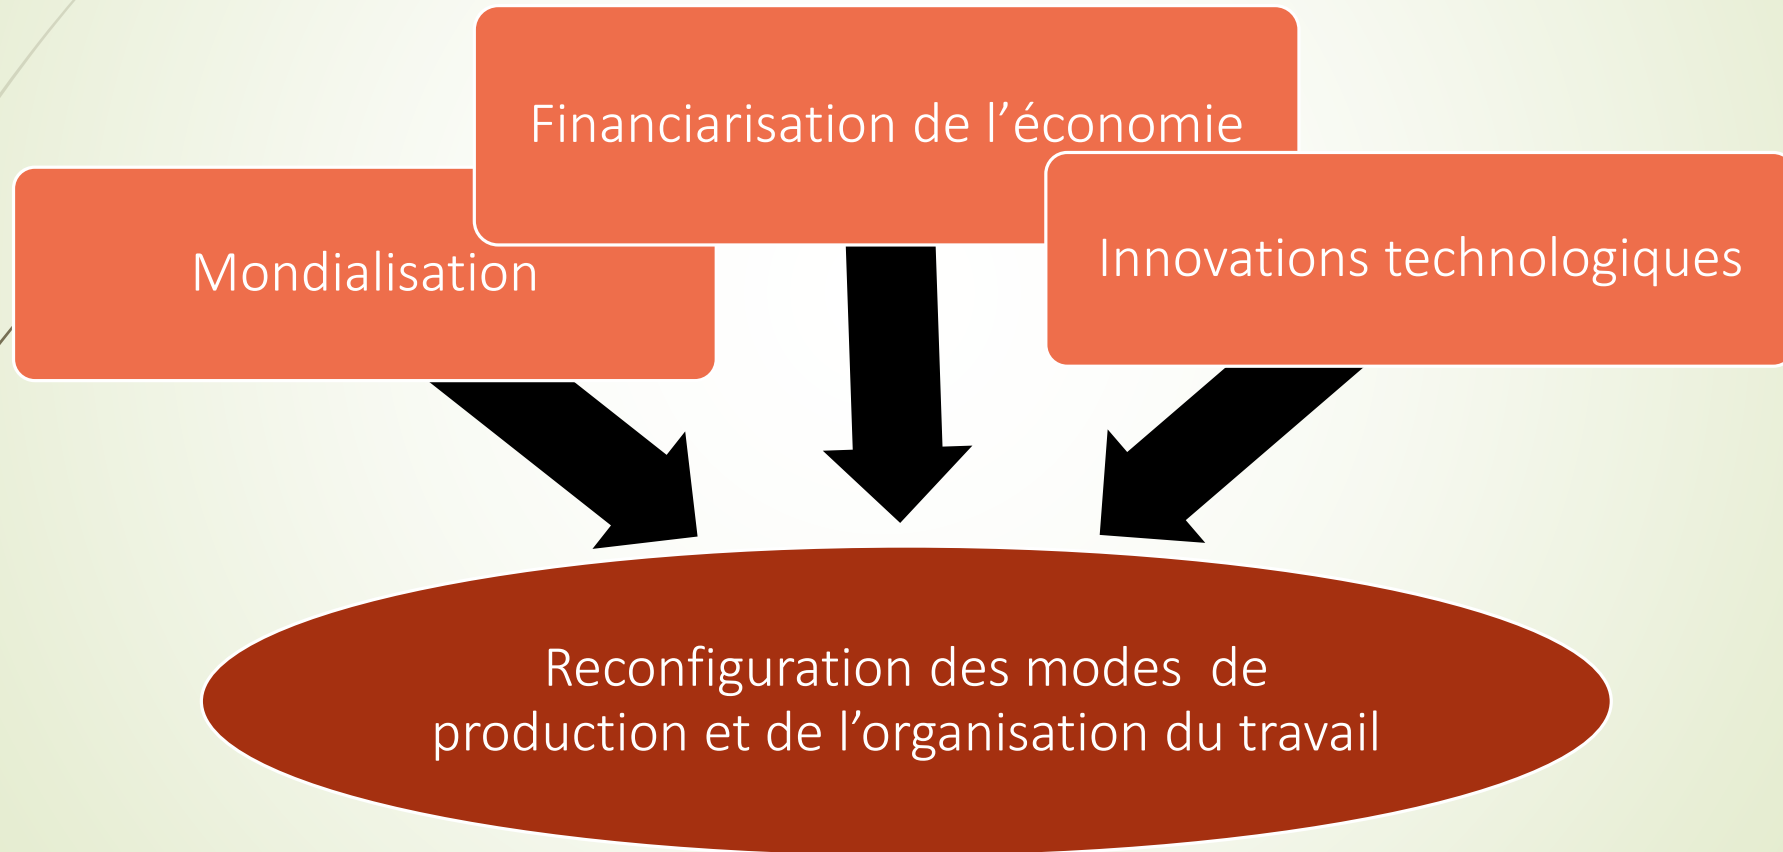 Financiarisation de l’économie
Mondialisation
Innovations technologiques
Reconfiguration des modes  de
production et de l’organisation du travail